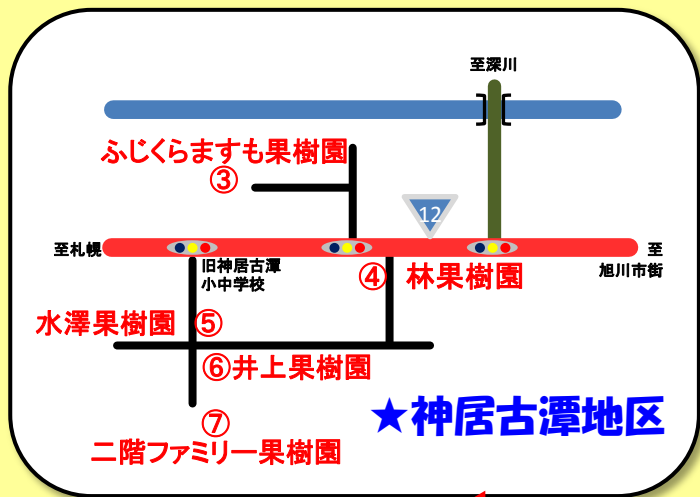 至深川
ふじくらますも果樹園
③
12
至札幌
至
旭川市街
旧神居古潭
小中学校
④ 林果樹園
水澤果樹園 ⑤
⑥井上果樹園
★神居古潭地区
⑦
二階ファミリー果樹園